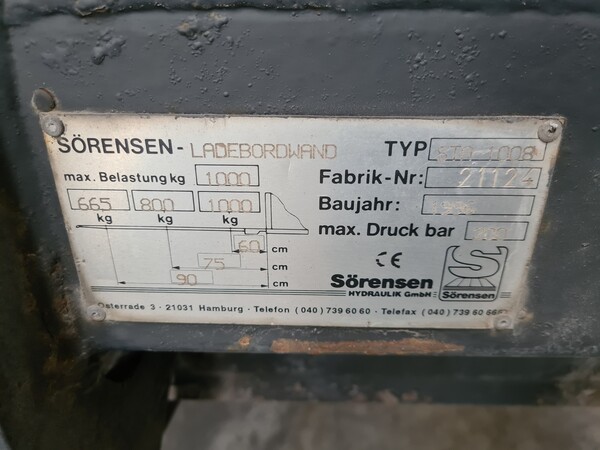 SÖRENSEN - LADEBORDWAND
TYP
max. Belastung kg 1000
Fabrik-Nr: 21124
665 800 1000
kg kg kg
Baujahr:
max. Druck bar
60 cm
75 cm
90 cm
CE
Sörensen
HYDRAULIK GmbH
Sörensen
Osterrade 3 · 21031 Hamburg · Telefon (040) 739 60 60 · Telefax (040) 739 60 66